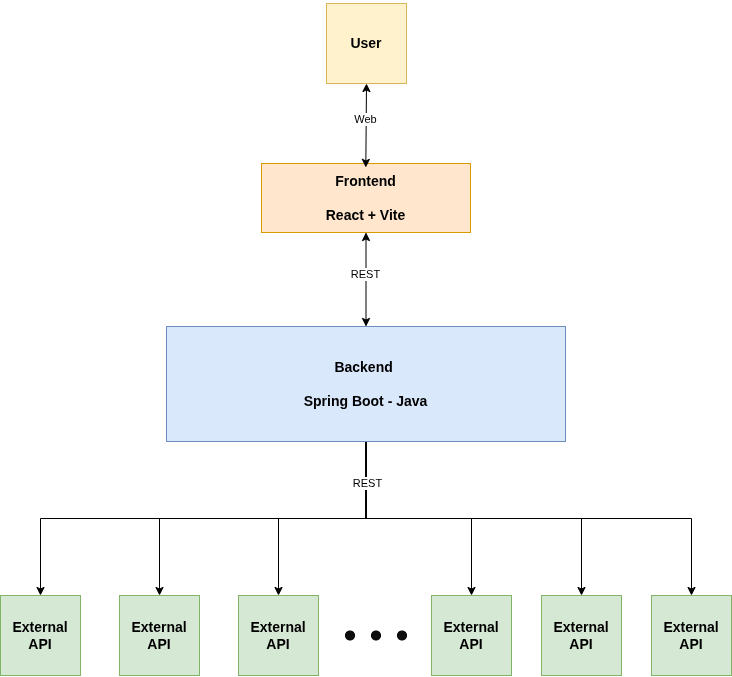 User
Web
Frontend
React + Vite
REST
Backend
Spring Boot - Java
REST
External
API
External
API
External
API
External
API
External
API
External
API